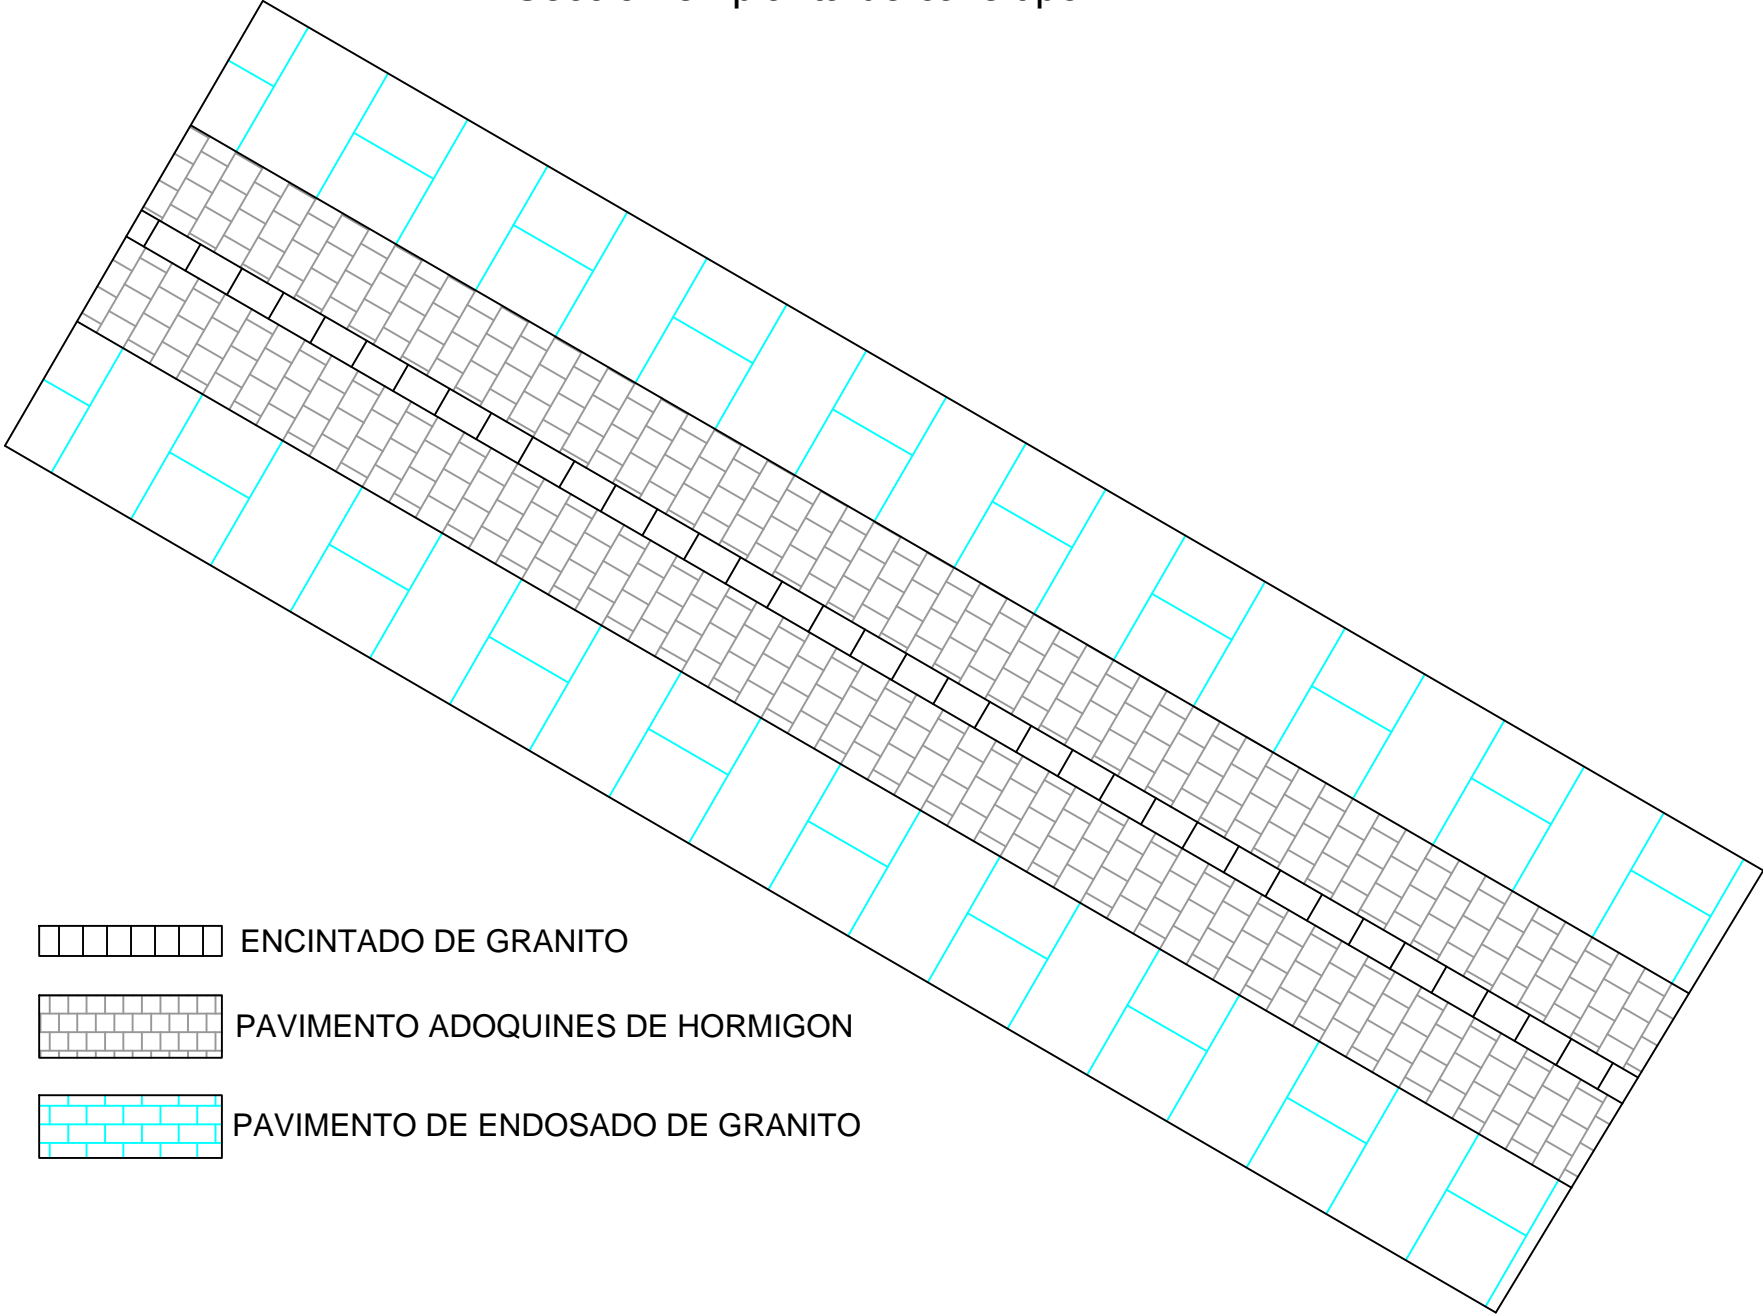 ENCINTADO DE GRANITO
PAVIMENTO ADOQUINES DE HORMIGON
PAVIMENTO DE ENDOSADO DE GRANITO